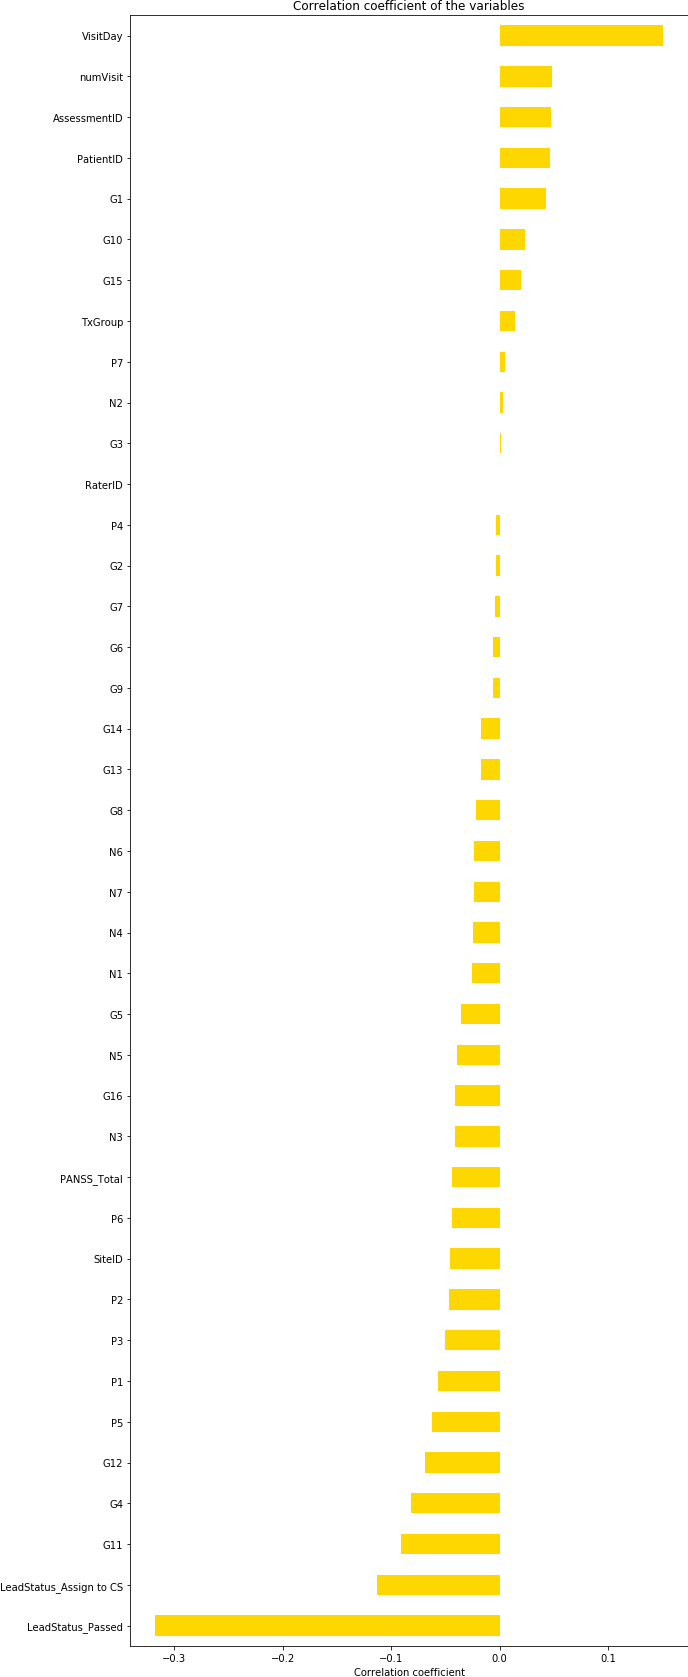 Correlation coefficient of the variables
VisitDay
numVisit
AssessmentID
PatientID
G1
G10
G15
TxGroup
P7
N2
G3
RaterID
P4
G2
G7
G6
G9
G14
G13
G8
N6
N7
N4
N1
G5
N5
G16
N3
PANSS_Total
P6
SiteID
P2
P3
P1
P5
G12
G4
G11
LeadStatus_Assign to CS
LeadStatus_Passed
−0.3 −0.2 −0.1 0.0 0.1
Correlation coefficient